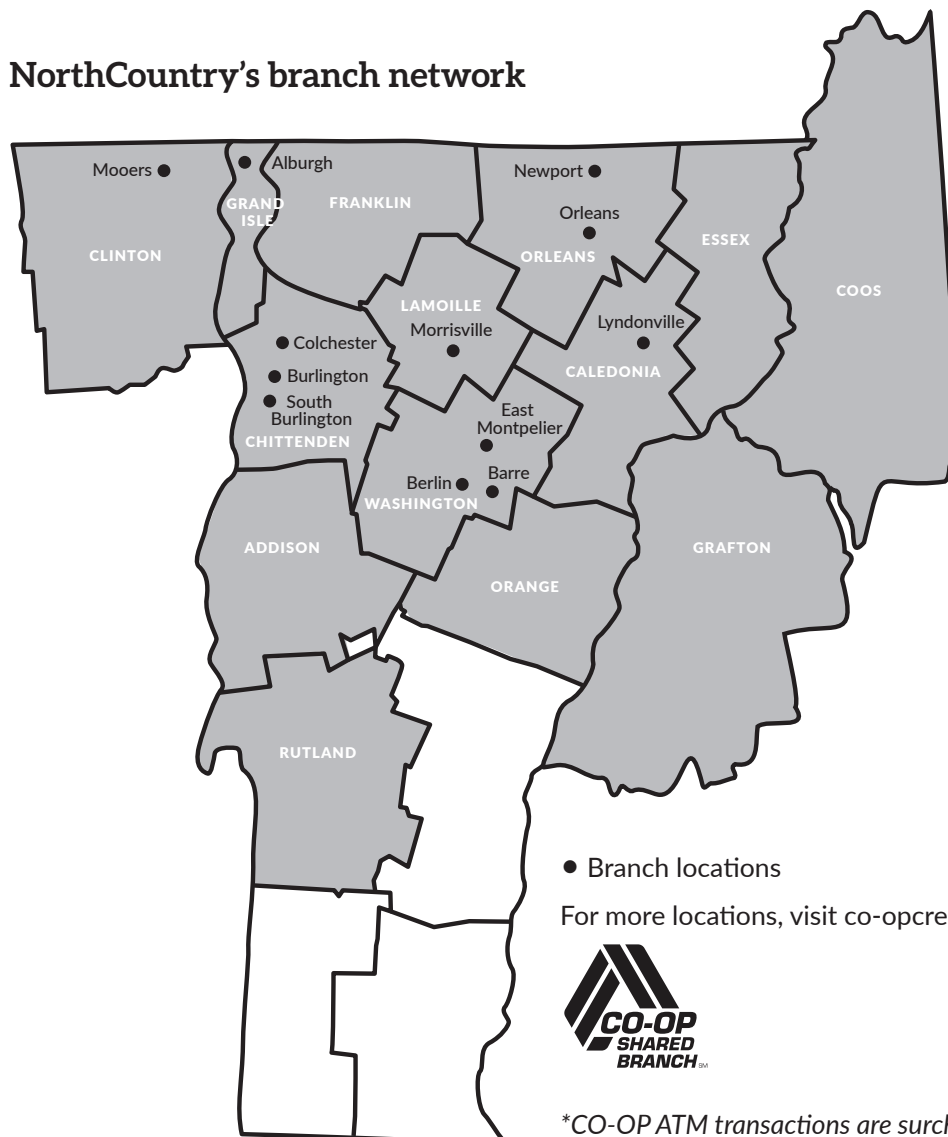 NorthCountry's branch network
Mooers
Alburgh
Newport
GRAND
ISLE
FRANKLIN
Orleans
CLINTON
ORLEANS
ESSEX
COOS
LAMOILLE
Morrisville
Lyndonville
Colchester
CALEDONIA
Burlington
South
Burlington
CHITTENDEN
East
Montpelier
Berlin
Barre
WASHINGTON
ADDISON
GRAFTON
ORANGE
RUTLAND
Branch locations
For more locations, visit co-opcre
CO-OP
SHARED
BRANCH SM
*CO-OP ATM transactions are surch